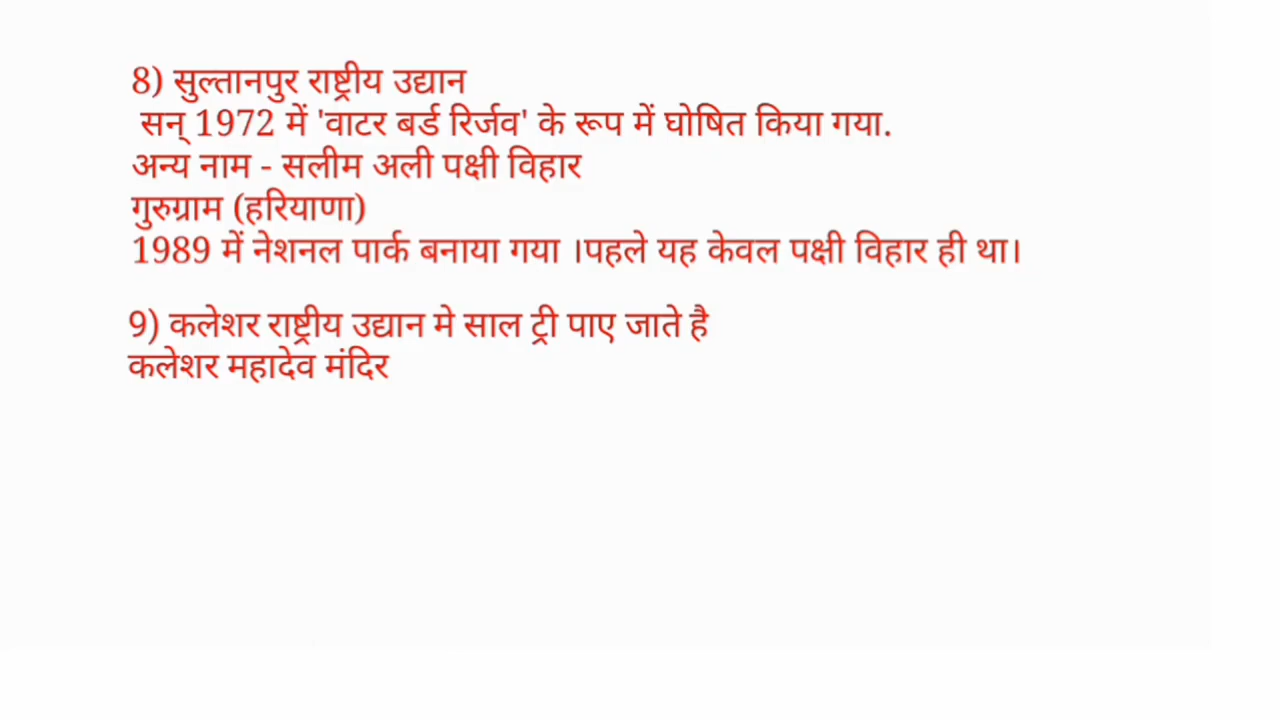 8) सुल्तानपुर राष्ट्रीय उद्यान
सन् 1972 में 'वाटर बर्ड रिर्जव' के रूप में घोषित किया गया.
अन्य नाम - सलीम अली पक्षी विहार
गुरुग्राम (हरियाणा)
1989 में नेशनल पार्क बनाया गया ।पहले यह केवल पक्षी विहार ही था।
9) कलेशर राष्ट्रीय उद्यान मे साल ट्री पाए जाते है
कलेशर महादेव मंदिर